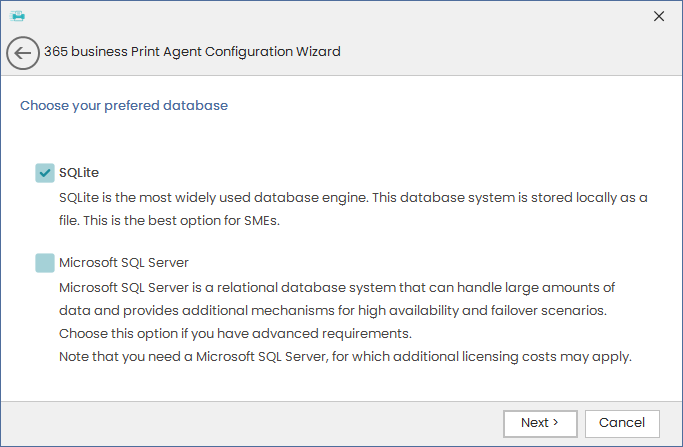 365 business Print Agent Configuration Wizard
Choose your prefered database
SQLite
SQLite is the most widely used database engine. This database system is stored locally as a
file. This is the best option for SMEs.
Microsoft SQL Server
Microsoft SQL Server is a relational database system that can handle large amounts of
data and provides additional mechanisms for high availability and failover scenarios.
Choose this option if you have advanced requirements.
Note that you need a Microsoft SQL Server, for which additional licensing costs may apply.
Next >
Cancel